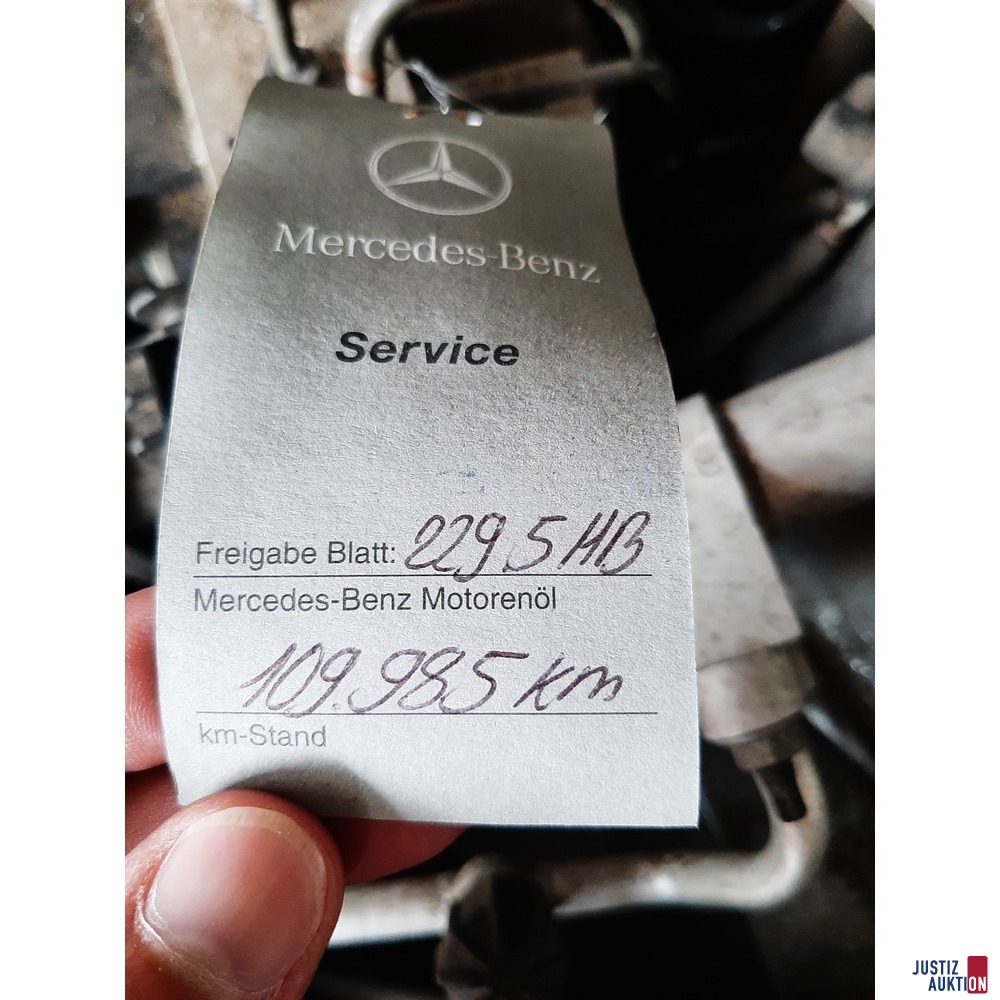 Mercedes-Benz
Service
Freigabe Blatt: 229 5 HB
Mercedes-Benz Motorenöl
109.985 km
km-Stand
JUSTIZ
AUKTION